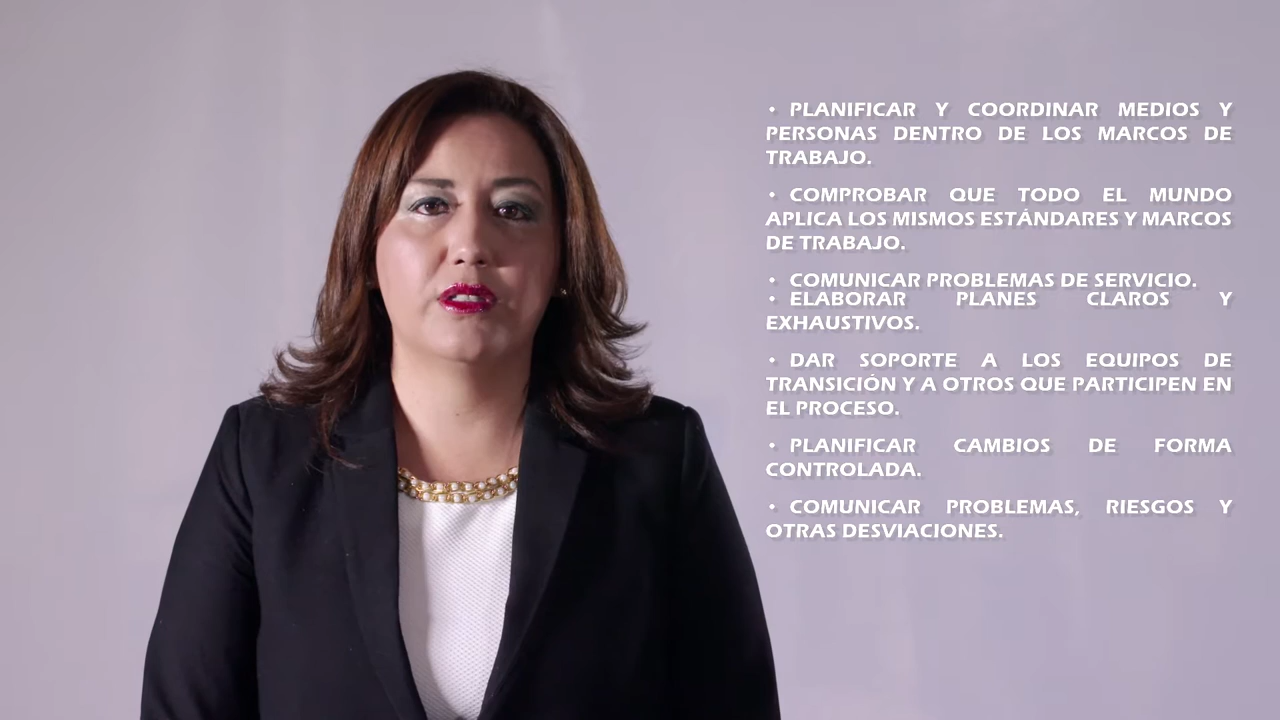 • PLANIFICAR Y COORDINAR MEDIOS Y
PERSONAS DENTRO DE LOS MARCOS DE
TRABAJO.
• COMPROBAR QUE TODO EL MUNDO
APLICA LOS MISMOS ESTÁNDARES Y MARCOS
DE TRABAJO.
• COMUNICAR PROBLEMAS DE SERVICIO.
• ELABORAR PLANES CLAROS Y
EXHAUSTIVOS.
• DAR SOPORTE A LOS EQUIPOS DE
TRANSICIÓN Y A OTROS QUE PARTICIPEN EN
EL PROCESO.
• PLANIFICAR CAMBIOS DE FORMA
CONTROLADA.
• COMUNICAR PROBLEMAS, RIESGOS Y
OTRAS DESVIACIONES.